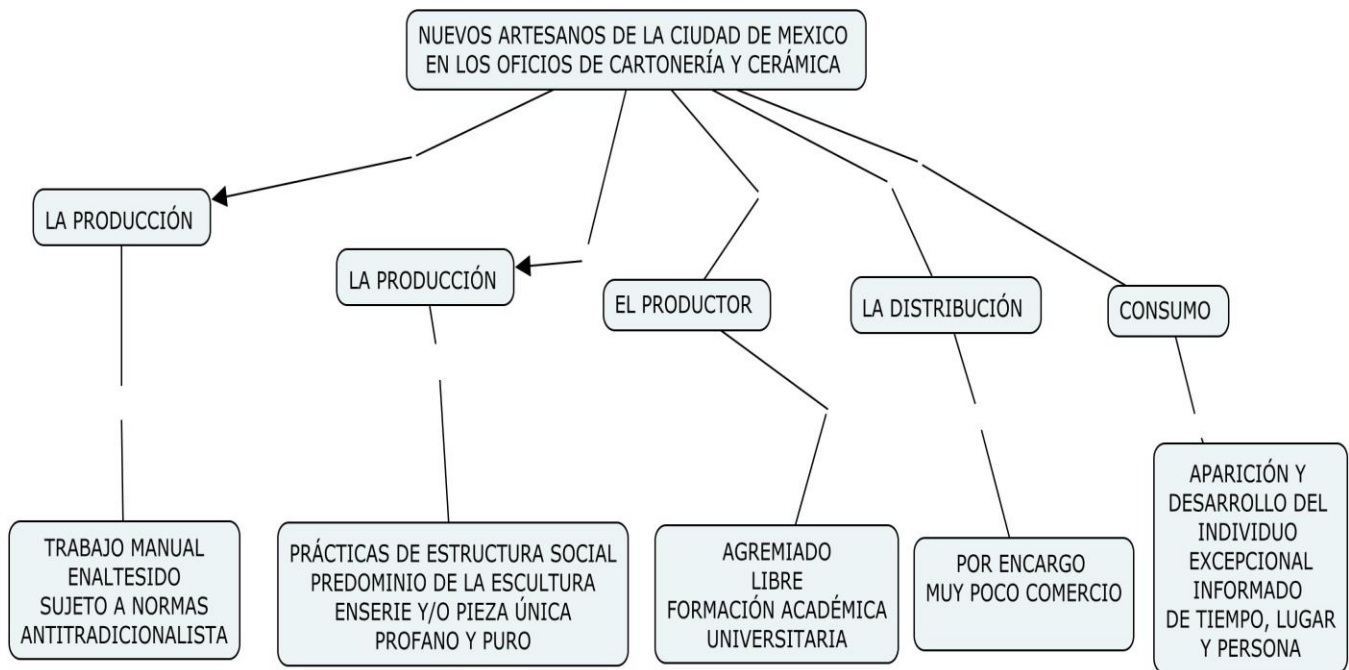 NUEVOS ARTESANOS DE LA CIUDAD DE MEXICO
EN LOS OFICIOS DE CARTONERÍA Y CERÁMICA
LA PRODUCCIÓN
LA PRODUCCIÓN
EL PRODUCTOR
LA DISTRIBUCIÓN
CONSUMO
TRABAJO MANUAL
ENALTESIDO
SUJETO A NORMAS
ANTITRADICIONALISTA
PRÁCTICAS DE ESTRUCTURA SOCIAL
PREDOMINIO DE LA ESCULTURA
ENSERIE Y/O PIEZA ÚNICA
PROFANO Y PURO
AGREMIADO
LIBRE
FORMACIÓN ACADÉMICA
UNIVERSITARIA
POR ENCARGO
MUY POCO COMERCIO
APARICIÓN Y
DESARROLLO DEL
INDIVIDUO
EXCEPCIONAL
INFORMADO
DE TIEMPO, LUGAR
Y PERSONA